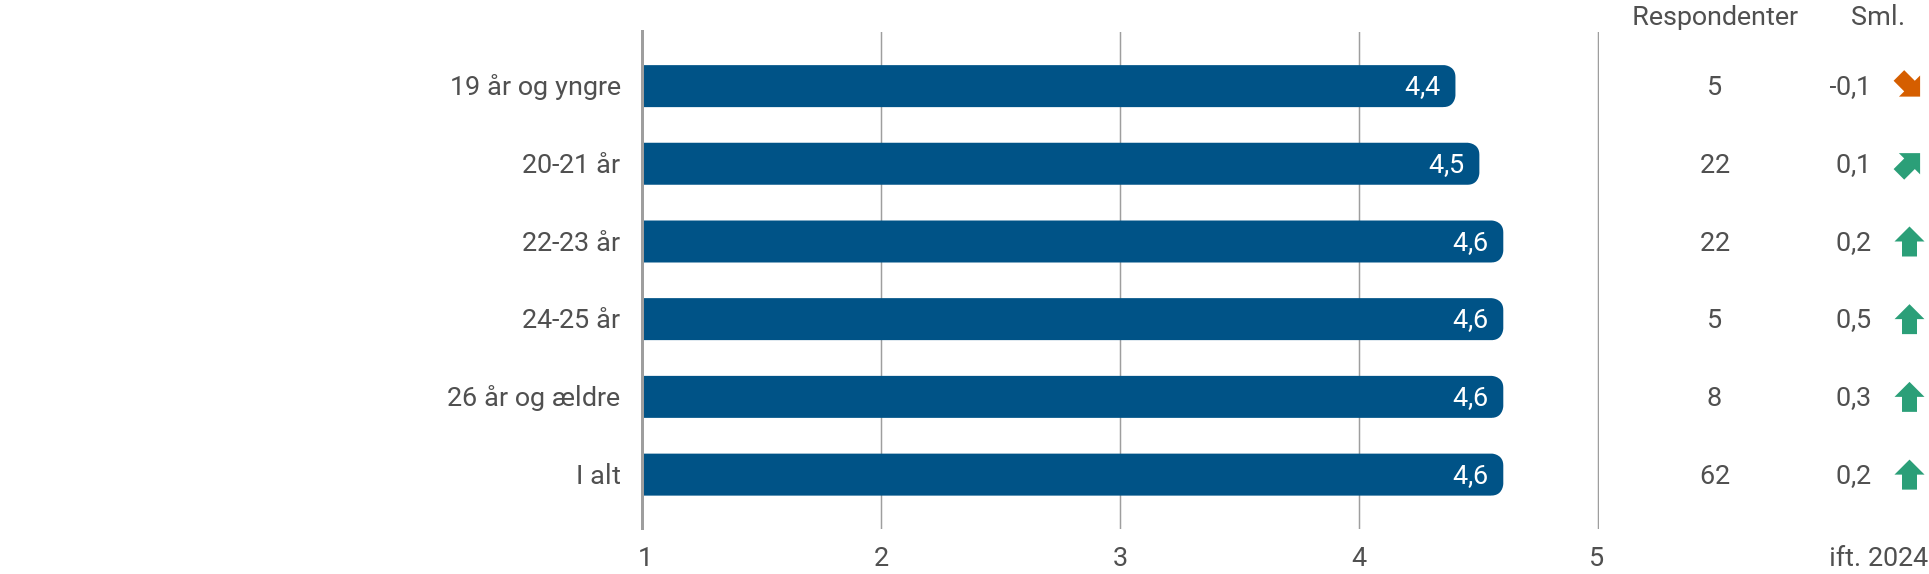 Respondenter Sml.
19 år og yngre 4,4 5 -0,1
20-21 år 4,5 22 0,1
22-23 år 4,6 22 0,2
24-25 år 4,6 5 0,5
26 år og ældre 4,6 8 0,3
I alt 4,6 62 0,2
1 2 3 4 5 ift. 2024